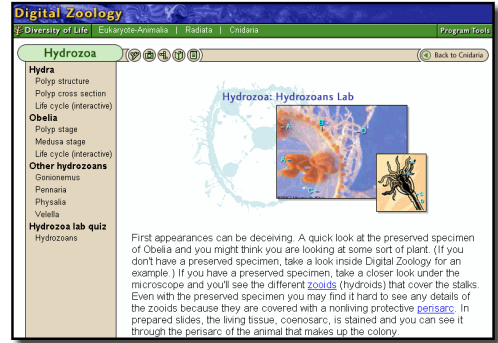 Digital Zoology
Diversity of Life Eukaryote-Animalia | Radiata | Cnidaria Program Tools
Hydrozoa
Back to Cnidaria
Hydra
Polyp structure
Polyp cross section
Life cycle (interactive)
Obelia
Polyp stage
Medusa stage
Life cycle (interactive)
Other hydrozoans
Gonionemus
Pennaria
Physalia
Velella
Hydrozoa lab quiz
Hydrozoans
Hydrozoa: Hydrozoans Lab
A
B
D
A
C
First appearances can be deceiving. A quick look at the preserved specimen
of Obelia and you might think you are looking at some sort of plant. (If you
don't have a preserved specimen, take a look inside Digital Zoology for an
example.) If you have a preserved specimen, take a closer look under the
microscope and you'll see the different zooids (hydroids) that cover the stalks.
Even with the preserved specimen you may find it hard to see any details of
the zooids because they are covered with a nonliving protective perisarc. In
prepared slides, the living tissue, coenosarc, is stained and you can see it
through the perisarc of the animal that makes up the colony.